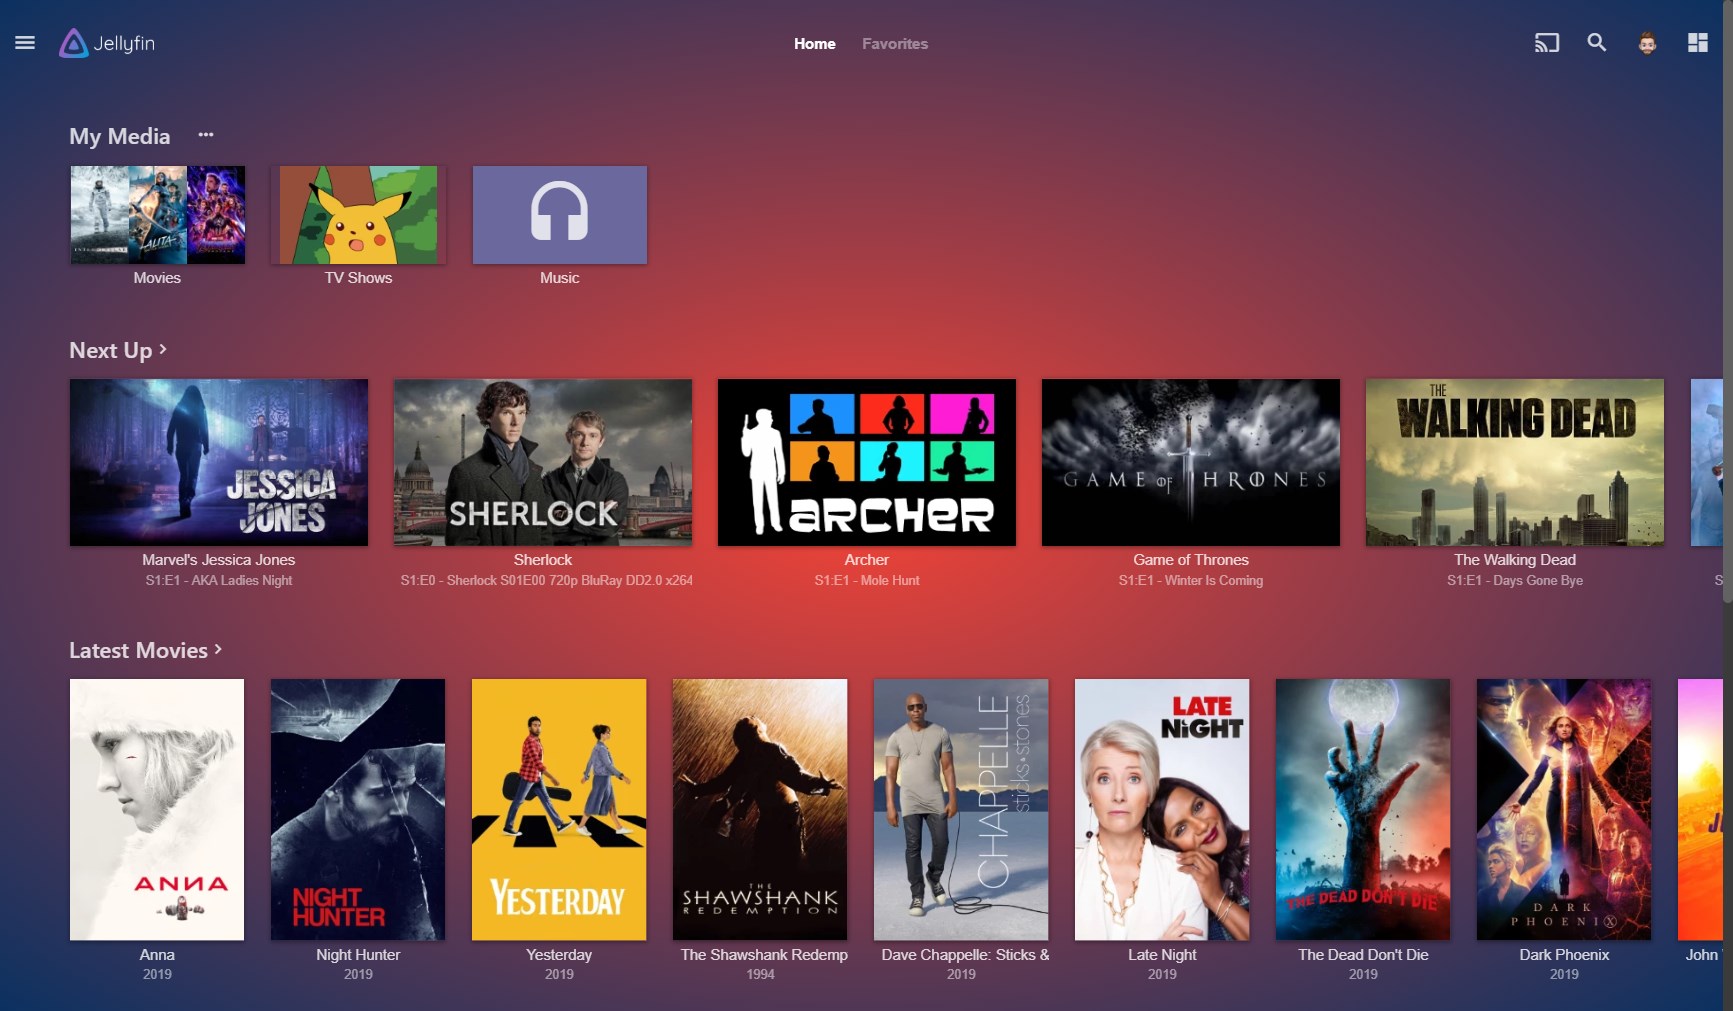 Jellyfin
Home
Favorites
My Media
Movies
TV Shows
Music
Next Up
JESSICA
JONES
SHERLOCK
ARCHER
GAME OF THRONES
THE
WALKING DEAD
Marvel's Jessica Jones
S1:E1 - AKA Ladies Night
Sherlock
S1:E0 - Sherlock S01E00 720p BluRay DD2.0 x264
Archer
S1:E1 - Mole Hunt
Game of Thrones
S1:E1 - Winter Is Coming
The Walking Dead
S1:E1 - Days Gone Bye
S
Latest Movies
ANNA
NIGHT
HUNTER
YESTERDAY
THE
SHAWSHANK
REDEMPTION
CHAPPELLE
sticks & stones
LATE
NiGHT
THE DEAD DON'T DIE
DARK
PHOENIX
Anna
2019
Night Hunter
2019
Yesterday
2019
The Shawshank Redemp
1994
Dave Chappelle: Sticks &
2019
Late Night
2019
The Dead Don't Die
2019
Dark Phoenix
2019
John